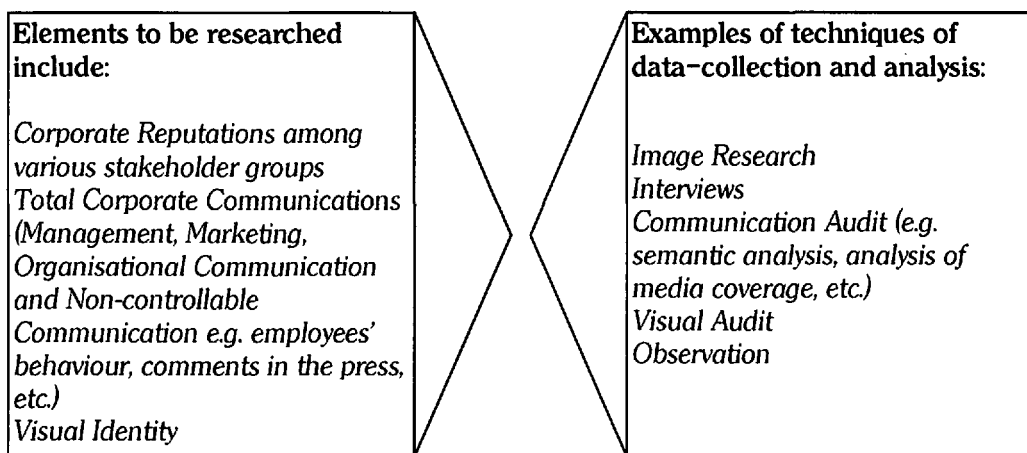 Elements to be researched
include:
Corporate Reputations among
various stakeholder groups
Total Corporate Communications
(Management, Marketing,
Organisational Communication
and Non-controllable
Communication e.g. employees'
behaviour, comments in the press,
etc.)
Visual Identity
Examples of techniques of
data-collection and analysis:
Image Research
Interviews
Communication Audit (e.g.
semantic analysis, analysis of
media coverage, etc.)
Visual Audit
Observation